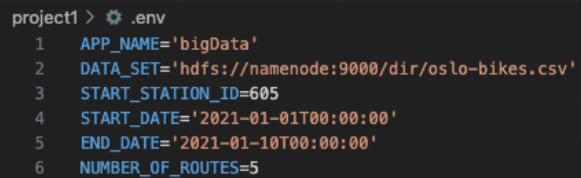 project1 > .env
1 APP_NAME='bigData'
2 DATA_SET='hdfs://namenode:9000/dir/oslo-bikes.csv'
3 START_STATION_ID=605
4 START_DATE='2021-01-01T00:00:00'
5 END_DATE='2021-01-10T00:00:00'
6 NUMBER_OF_ROUTES=5